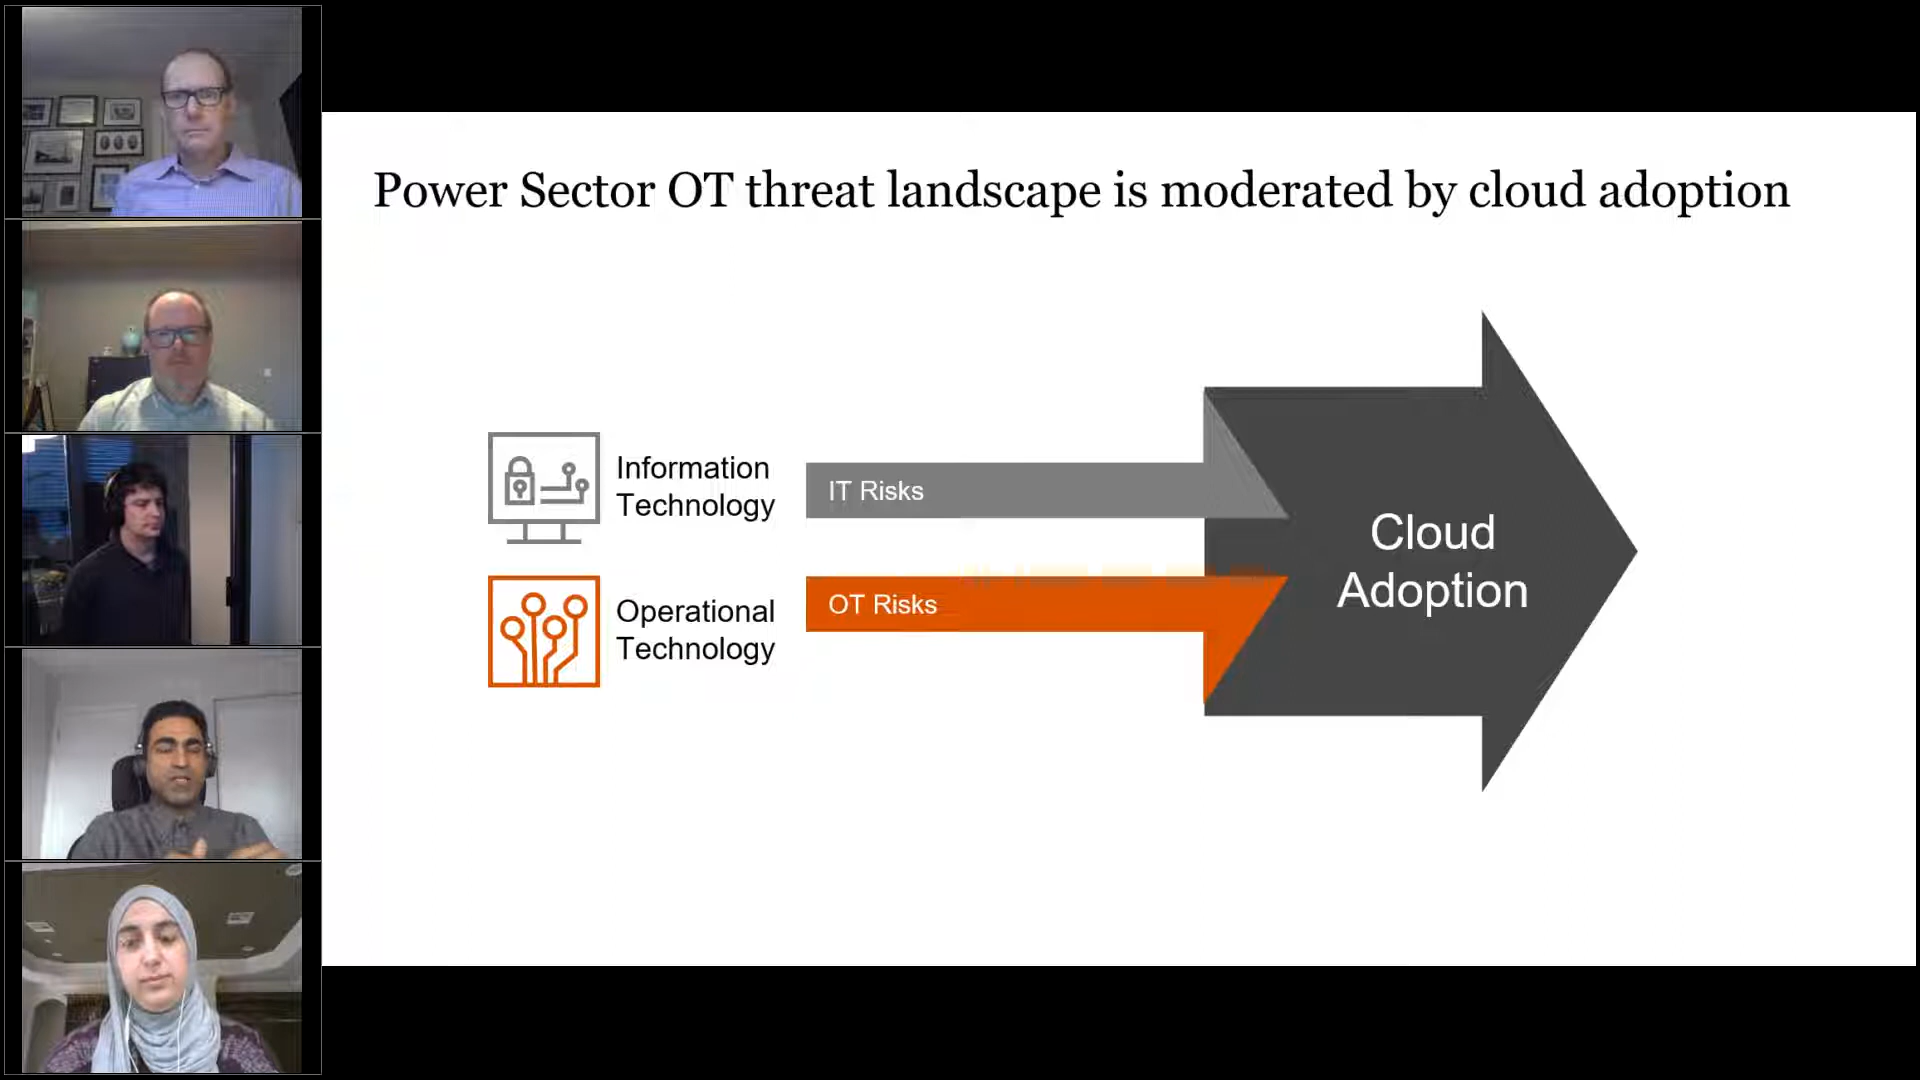 Power Sector OT threat landscape is moderated by cloud adoption
Information
Technology
IT Risks
Operational
Technology
OT Risks
Cloud
Adoption